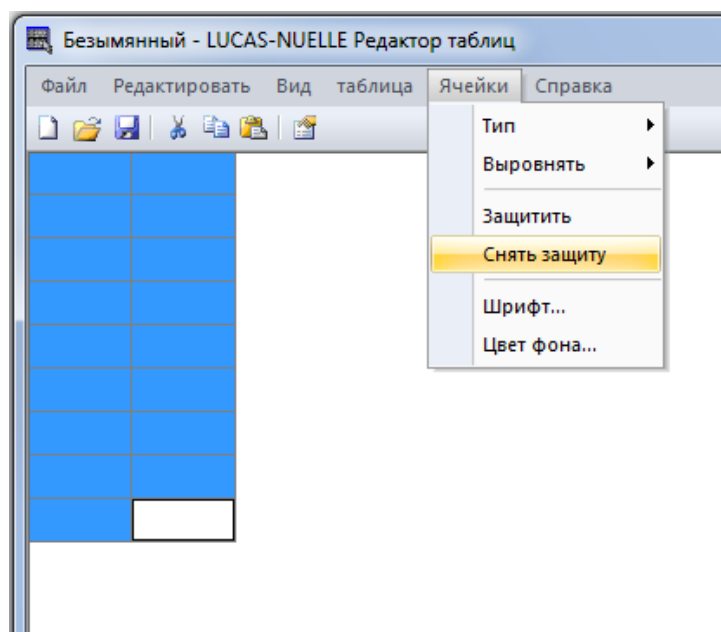 Безымянный - LUCAS-NUELLE Редактор таблиц
Файл Редактировать Вид таблица Ячейки Справка
Тип
Выровнять
Защитить
Снять защиту
Шрифт...
Цвет фона...